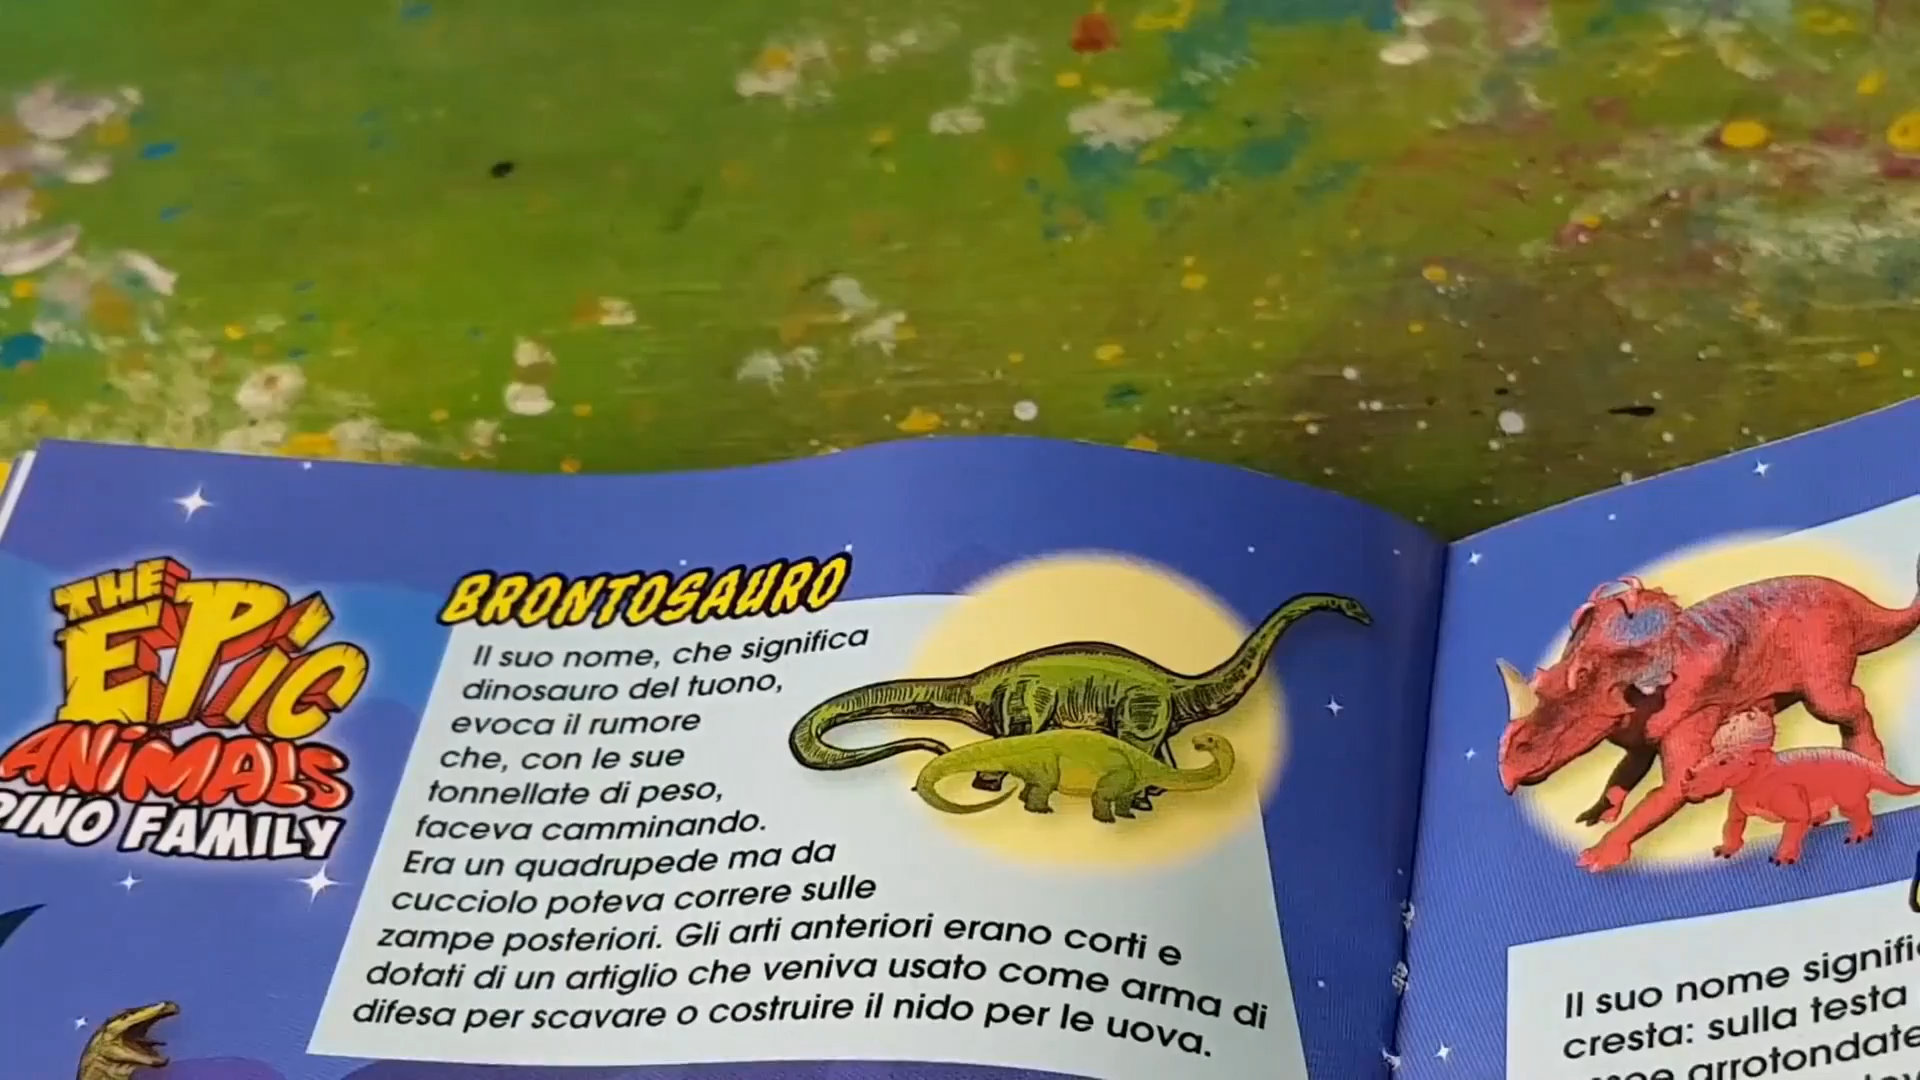 THE
EPIC
ANIMALS
DINO FAMILY
BRONTOSAURO
Il suo nome, che significa
dinosauro del tuono,
evoca il rumore
che, con le sue
tonnellate di peso,
faceva camminando.
Era un quadrupede ma da
cucciolo poteva correre sulle
zampe posteriori. Gli arti anteriori erano corti e
dotati di un artiglio che veniva usato come arma di
difesa per scavare o costruire il nido per le uova.
Il suo nome
cresta: sulla testa
arrotondate